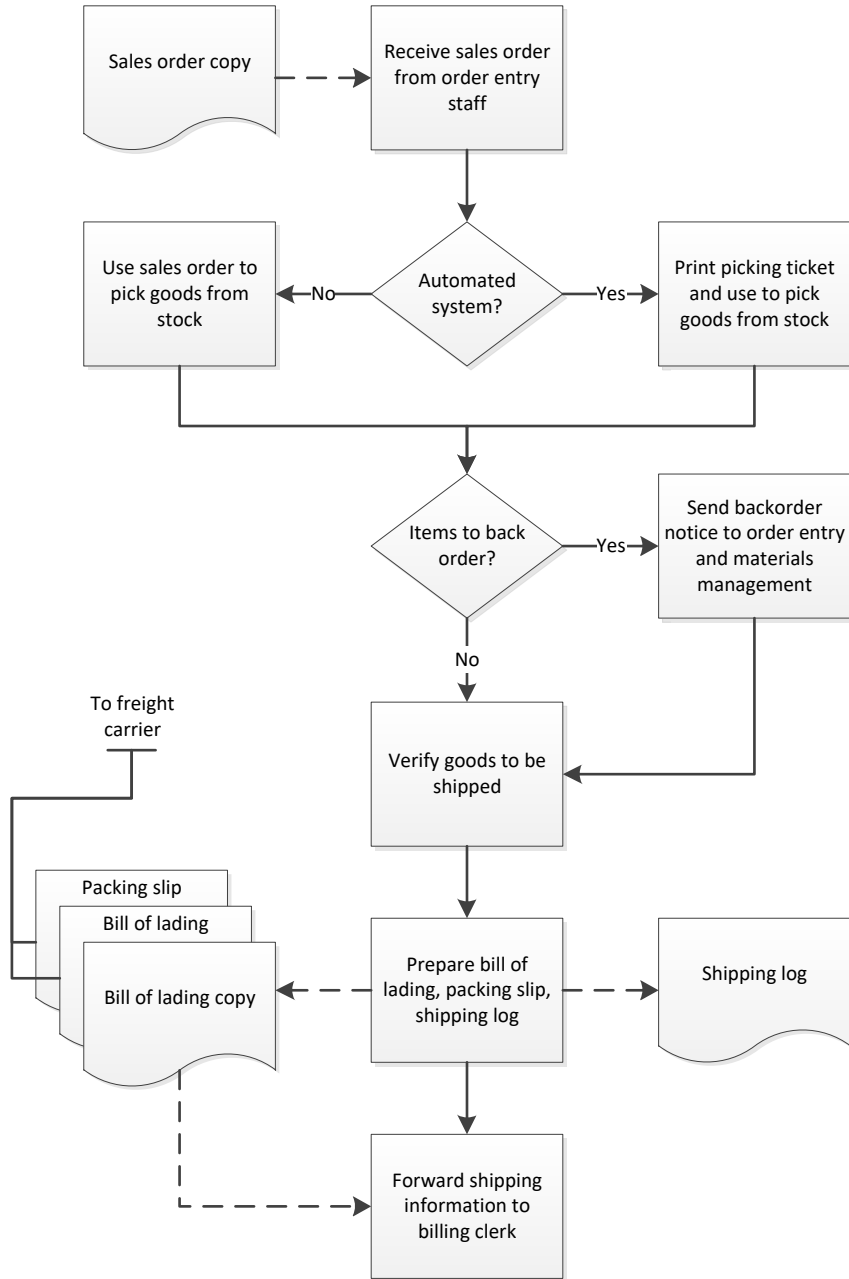 Sales order copy
Receive sales order
from order entry
staff
Use sales order to
pick goods from
stock
No
Automated
system?
Yes
Print picking ticket
and use to pick
goods from stock
Items to back
order?
Yes
Send backorder
notice to order entry
and materials
management
No
To freight
carrier
Verify goods to be
shipped
Packing slip
Bill of lading
Bill of lading copy
Prepare bill of
lading, packing slip,
shipping log
Shipping log
Forward shipping
information to
billing clerk